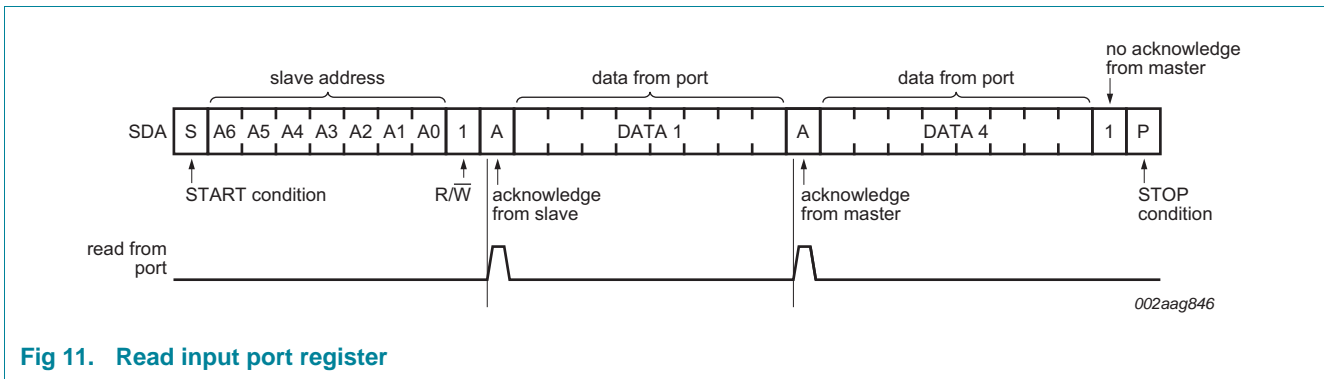 no acknowledge
from master
slave address
data from port
data from port
SDA S A6 A5 A4 A3 A2 A1 A0 1 A DATA 1 A DATA 4 1 P
START condition
R/W̅
acknowledge
from slave
acknowledge
from master
STOP
condition
read from
port
002aag846
Fig 11. Read input port register